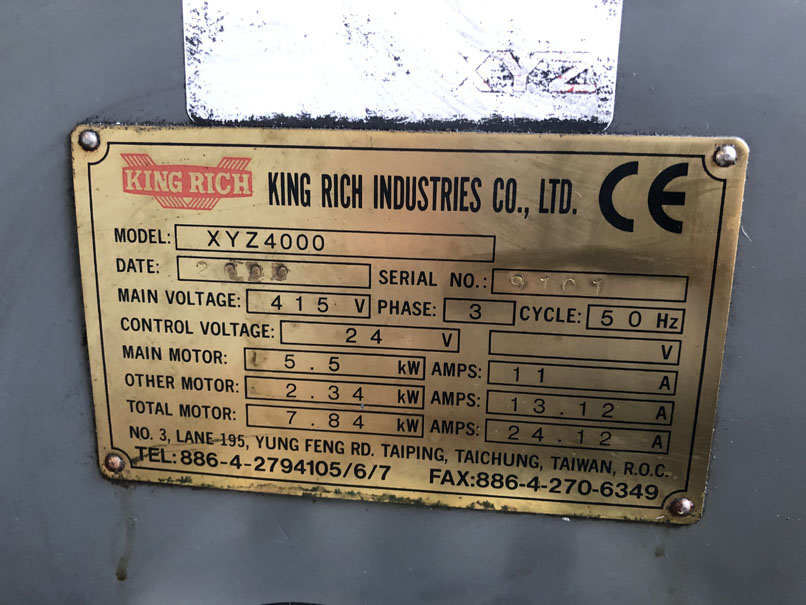 XYZ
KING RICH KING RICH INDUSTRIES CO., LTD. CE
MODEL: XYZ4000
DATE: SERIAL NO.: 9101
MAIN VOLTAGE: 415 V PHASE: 3 CYCLE: 50 Hz
CONTROL VOLTAGE: 24 V V
MAIN MOTOR: 5.5 kW AMPS: 11 A
OTHER MOTOR: 2.34 kW AMPS: 13.12 A
TOTAL MOTOR: 7.84 kW AMPS: 24.12 A
NO. 3, LANE-195, YUNG FENG RD. TAIPING, TAICHUNG, TAIWAN, R.O.C.
TEL:886-4-2794105/6/7 FAX:886-4-270-6349